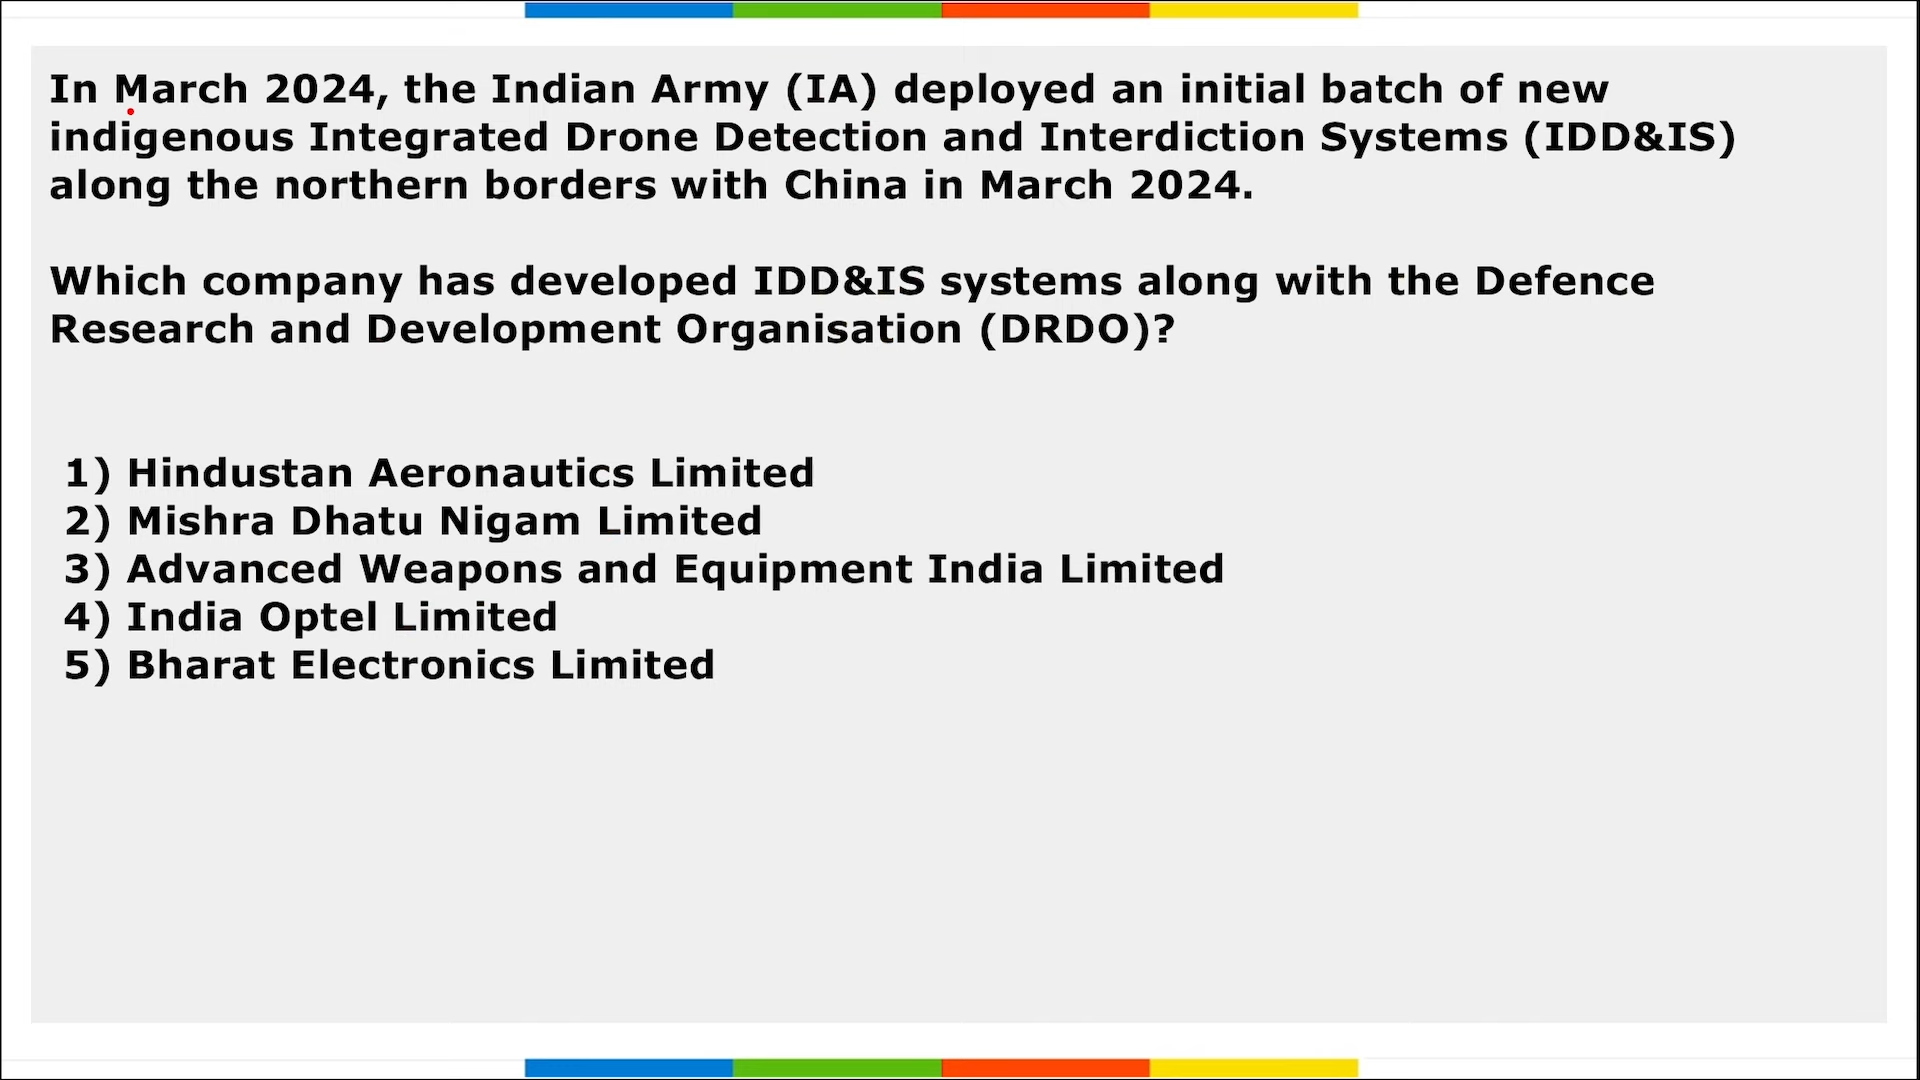 In March 2024, the Indian Army (IA) deployed an initial batch of new
indigenous Integrated Drone Detection and Interdiction Systems (IDD&IS)
along the northern borders with China in March 2024.
Which company has developed IDD&IS systems along with the Defence
Research and Development Organisation (DRDO)?
1) Hindustan Aeronautics Limited
2) Mishra Dhatu Nigam Limited
3) Advanced Weapons and Equipment India Limited
4) India Optel Limited
5) Bharat Electronics Limited